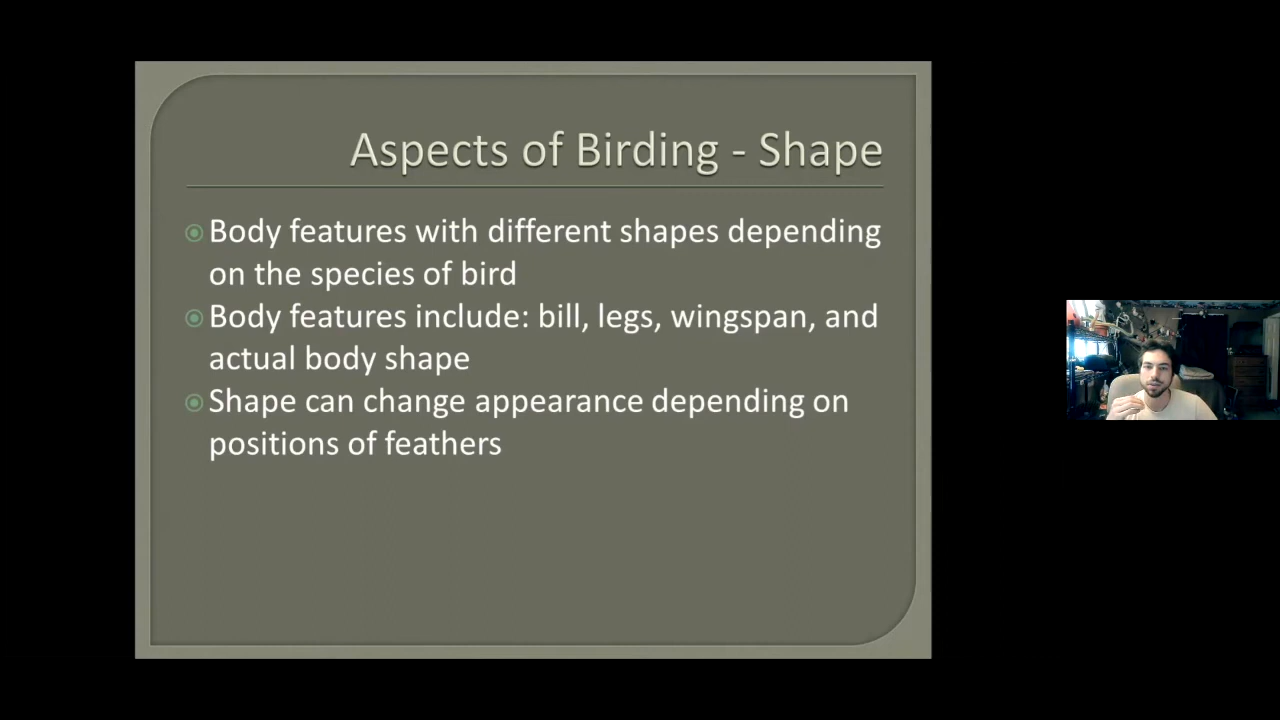 Aspects of Birding - Shape
Body features with different shapes depending
on the species of bird
Body features include: bill, legs, wingspan, and
actual body shape
Shape can change appearance depending on
positions of feathers